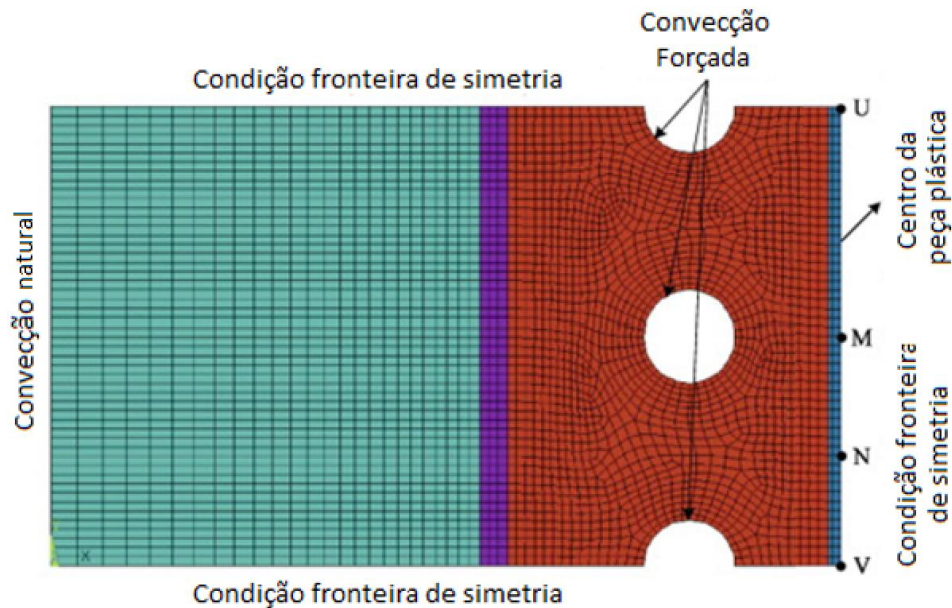 Convecção
Forçada
Condição fronteira de simetria
U
Centro da
peça plástica
Convecção natural
M
Condição fronteira
de simetria
N
X
V
Condição fronteira de simetria